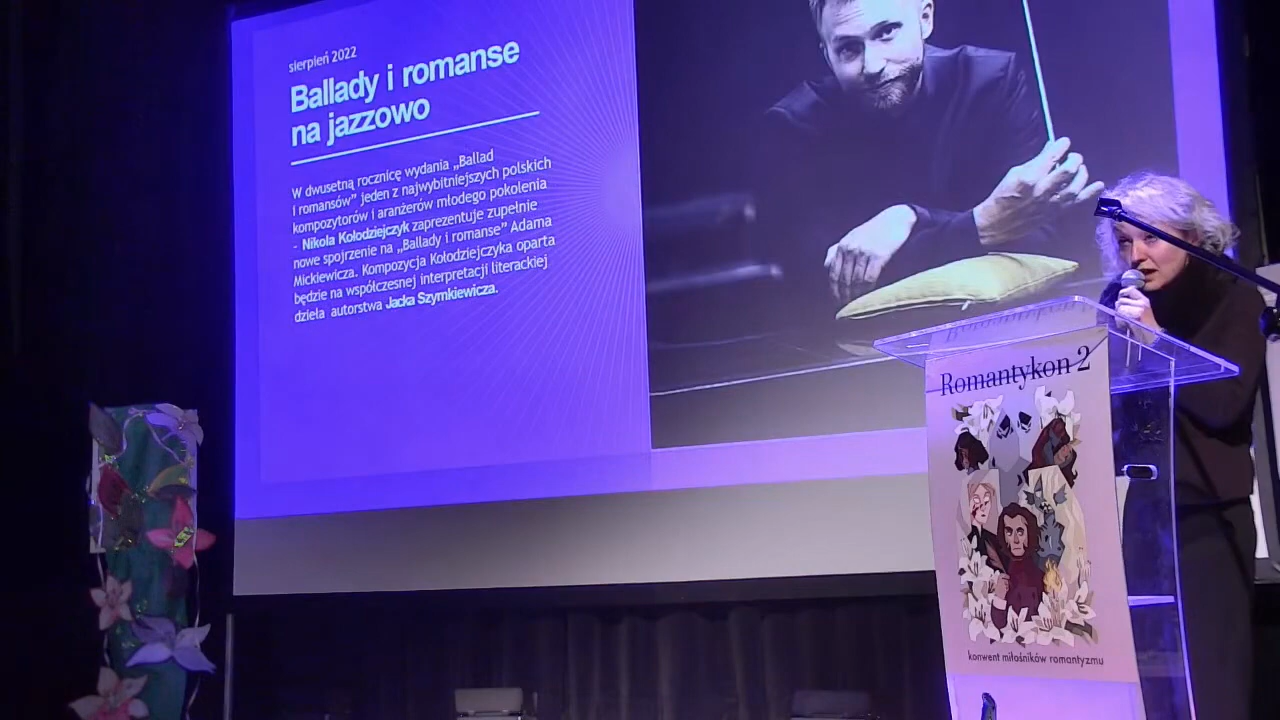 sierpień 2022
Ballady i romanse
na jazzowo
W dwusetną rocznicę wydania „Ballad
i romansów” jeden z najwybitniejszych polskich
kompozytorów i aranżerów młodego pokolenia
- Nikola Kołodziejczyk zaprezentuje zupełnie
nowe spojrzenie na „Ballady i romanse” Adama
Mickiewicza. Kompozycja Kołodziejczyka oparta
będzie na współczesnej interpretacji literackiej
dzieła autorstwa Jacka Szymkiewicza.
Romantykon 2
konwent miłośników romantyzmu